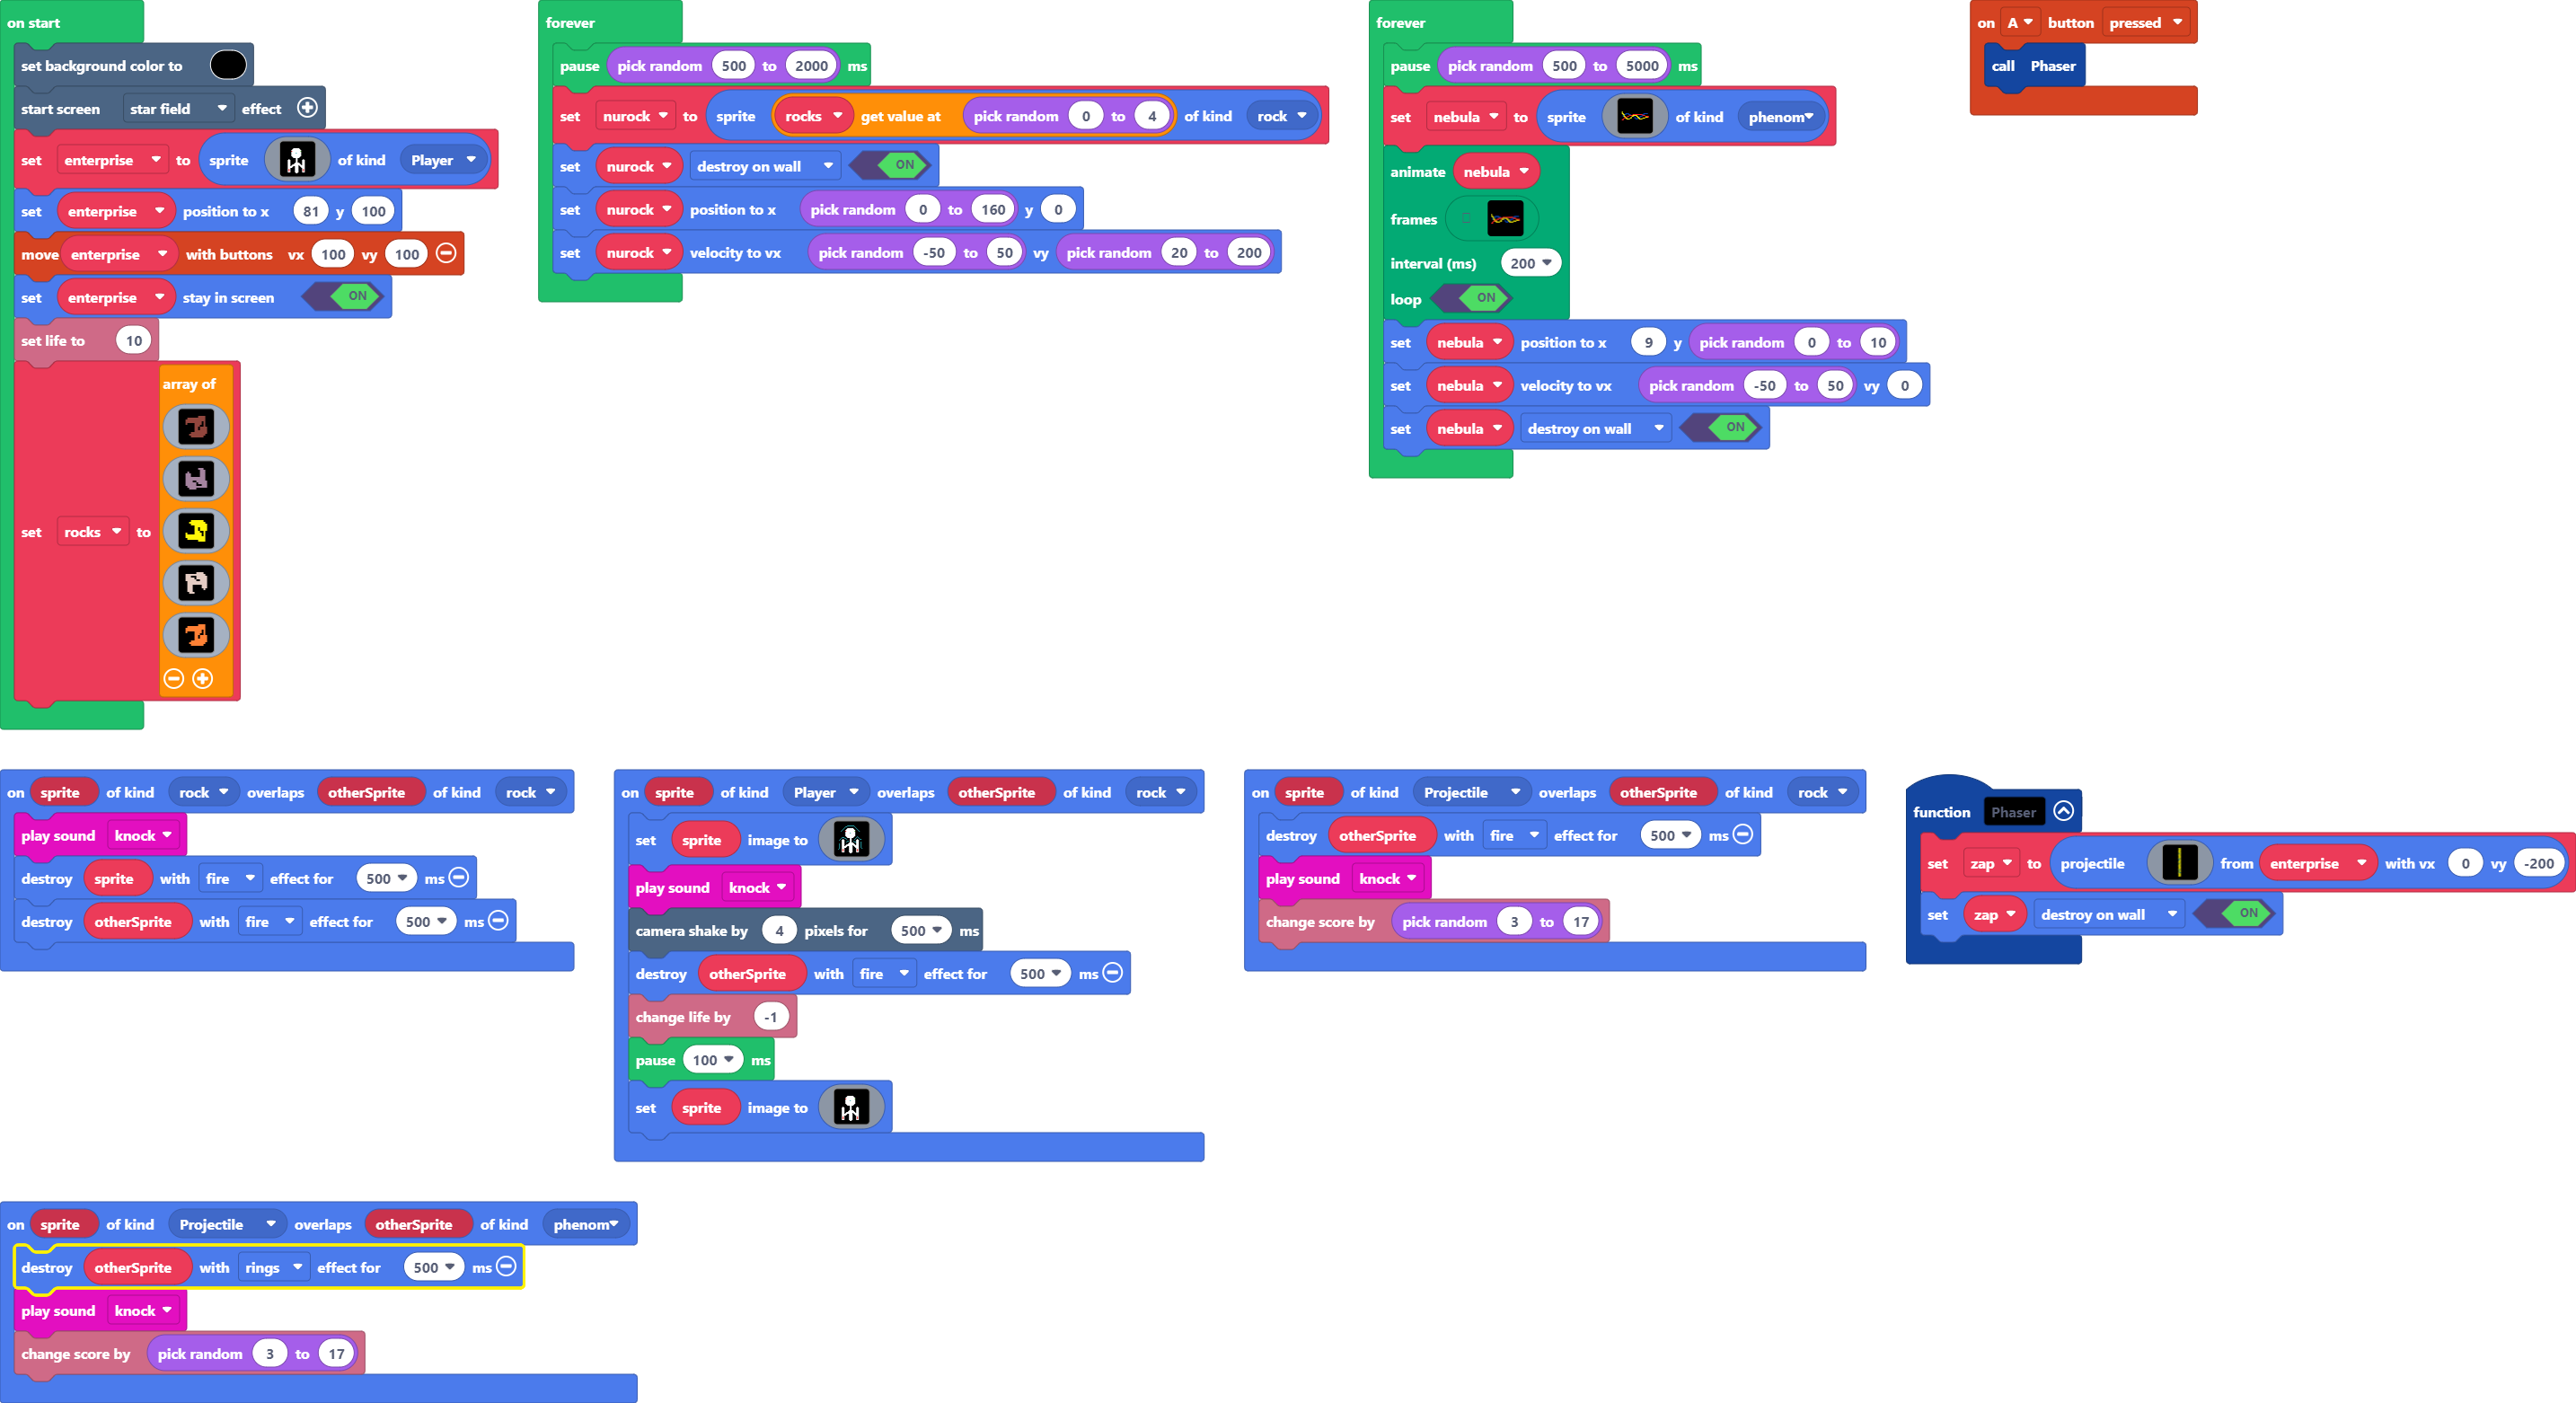 on start
set background color to
start screen star field effect
set enterprise to sprite of kind Player
set enterprise position to x 81 y 100
move enterprise with buttons vx 100 vy 100
set enterprise stay in screen ON
set life to 10
set rocks to array of
forever
pause pick random 500 to 2000 ms
set nurock to sprite rocks get value at pick random 0 to 4 of kind rock
set nurock destroy on wall ON
set nurock position to x pick random 0 to 160 y 0
set nurock velocity to vx pick random -50 to 50 vy pick random 20 to 200
forever
pause pick random 500 to 5000 ms
set nebula to sprite of kind phenom
animate nebula
frames
interval (ms) 200
loop ON
set nebula position to x 9 y pick random 0 to 10
set nebula velocity to vx pick random -50 to 50 vy 0
set nebula destroy on wall ON
on A button pressed
call Phaser
on sprite of kind rock overlaps otherSprite of kind rock
play sound knock
destroy sprite with fire effect for 500 ms
destroy otherSprite with fire effect for 500 ms
on sprite of kind Player overlaps otherSprite of kind rock
set sprite image to
play sound knock
camera shake by 4 pixels for 500 ms
destroy otherSprite with fire effect for 500 ms
change life by -1
pause 100 ms
set sprite image to
on sprite of kind Projectile overlaps otherSprite of kind rock
destroy otherSprite with fire effect for 500 ms
play sound knock
change score by pick random 3 to 17
function Phaser
set zap to projectile from enterprise with vx 0 vy -200
set zap destroy on wall ON
on sprite of kind Projectile overlaps otherSprite of kind phenom
destroy otherSprite with rings effect for 500 ms
play sound knock
change score by pick random 3 to 17